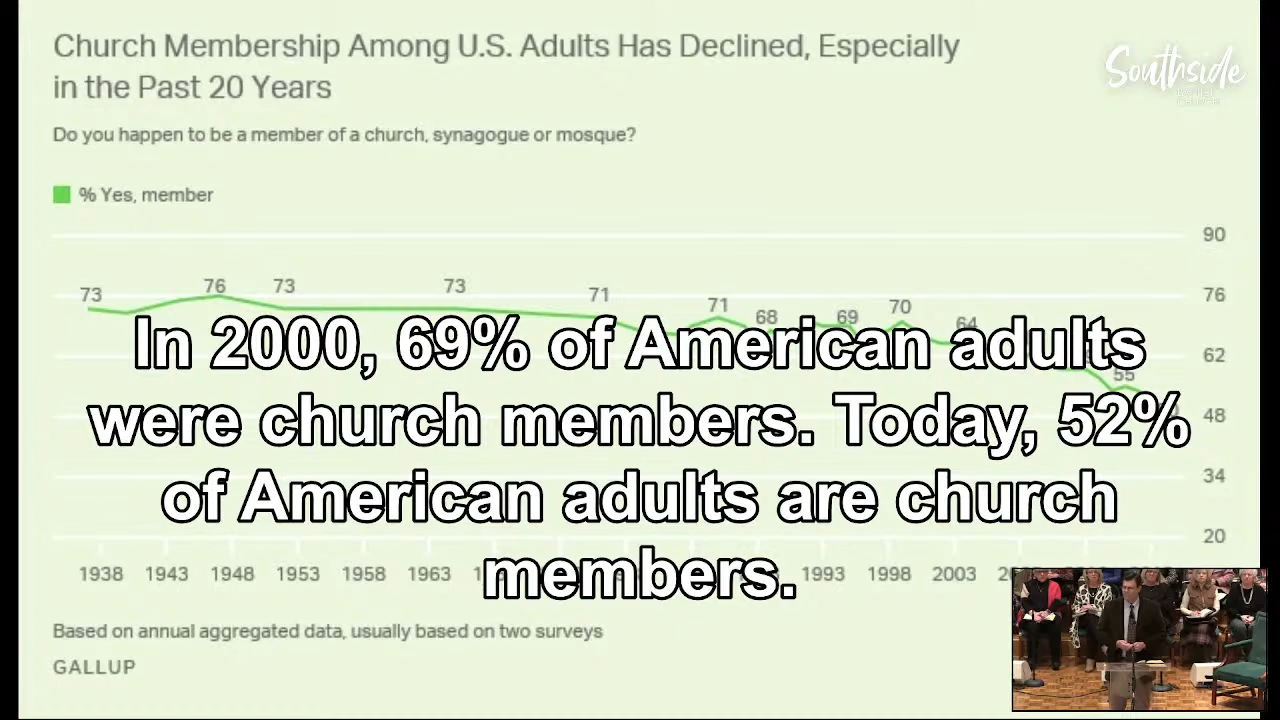 Church Membership Among U.S. Adults Has Declined, Especially
in the Past 20 Years
Southside
Do you happen to be a member of a church, synagogue or mosque?
% Yes, member
90
73 76 73 73 71 71 68 69 70 64 76
In 2000, 69% of American adults
62
55
were church members. Today, 52%
48
of American adults are church
34
20
members.
1938 1943 1948 1953 1958 1963 1993 1998 2003
Based on annual aggregated data, usually based on two surveys
GALLUP